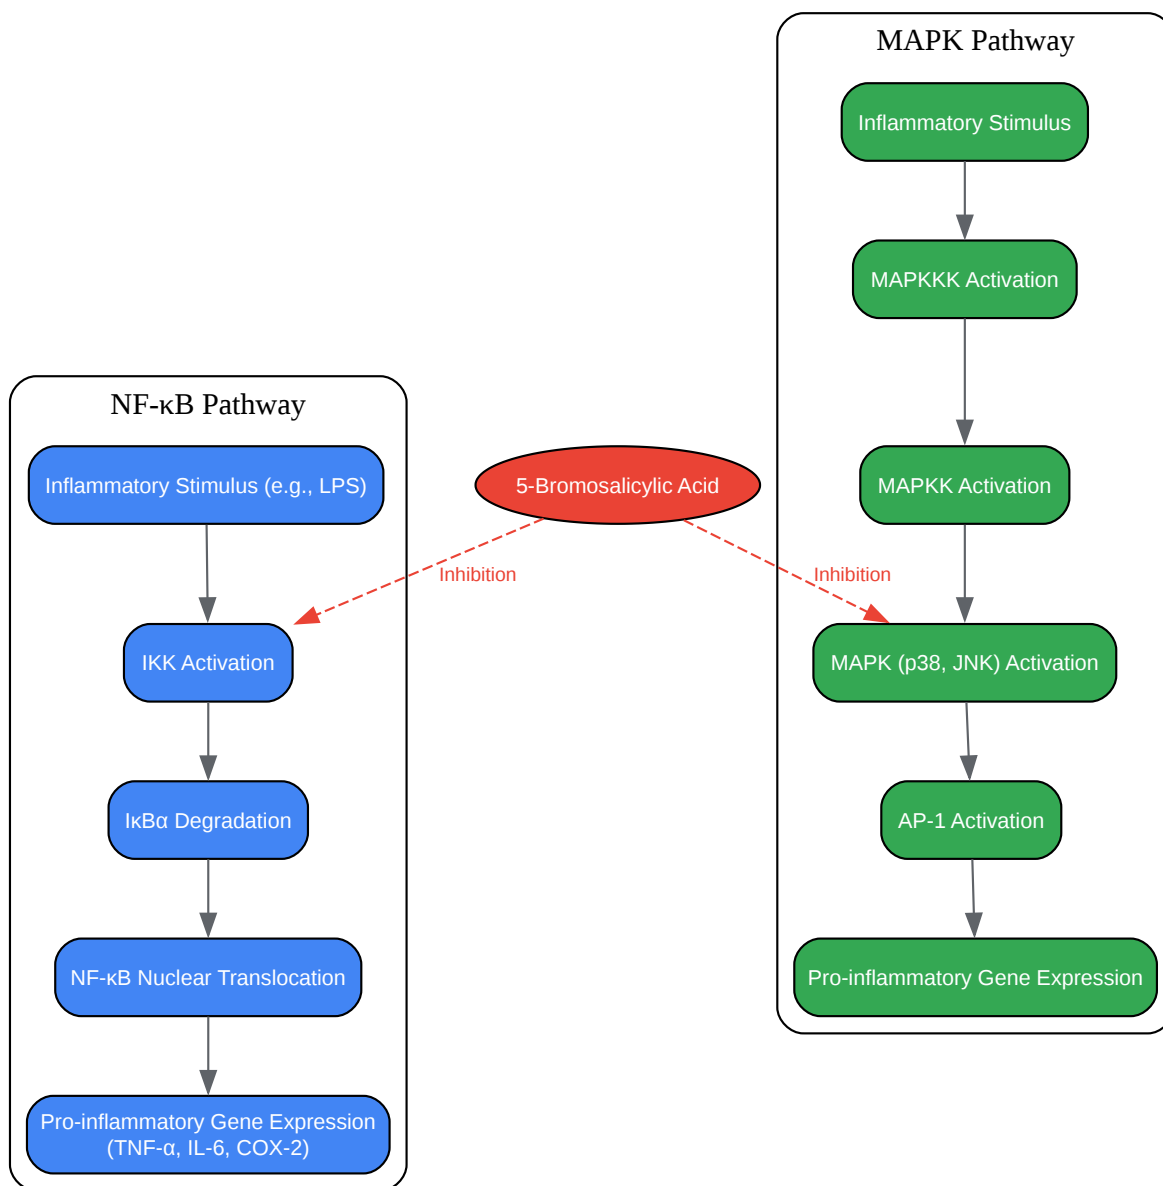 MAPK Pathway
Inflammatory Stimulus
MAPKKK Activation
NF-κB Pathway
Inflammatory Stimulus (e.g., LPS)
5-Bromosalicylic Acid
MAPKK Activation
Inhibition
Inhibition
IKK Activation
MAPK (p38, JNK) Activation
IκBα Degradation
AP-1 Activation
NF-κB Nuclear Translocation
Pro-inflammatory Gene Expression
Pro-inflammatory Gene Expression
(TNF-α, IL-6, COX-2)